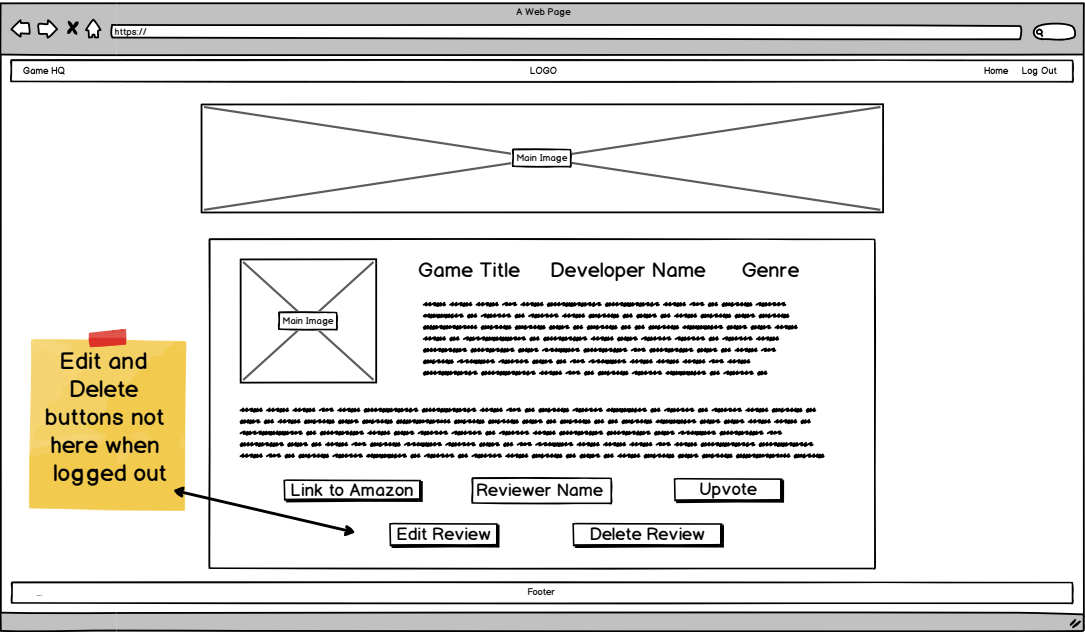 A Web Page
https://
Game HQ LOGO Home Log Out
Main Image
Game Title Developer Name Genre
Main Image
Edit and
Delete
buttons not
here when
logged out
Link to Amazon Reviewer Name Upvote
Edit Review Delete Review
... Footer